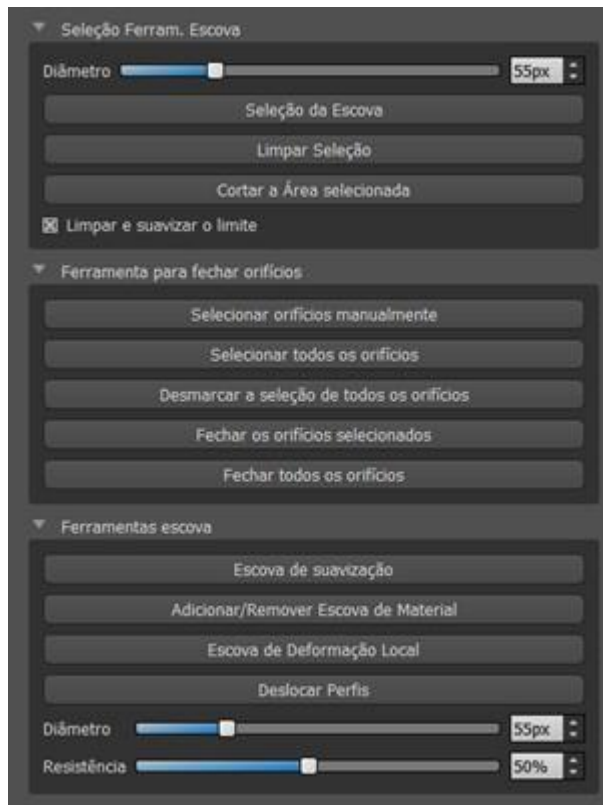 Seleção Ferram. Escova
Diâmetro 55px
Seleção da Escova
Limpar Seleção
Cortar a Área selecionada
Limpar e suavizar o limite
Ferramenta para fechar orifícios
Selecionar orifícios manualmente
Selecionar todos os orifícios
Desmarcar a seleção de todos os orifícios
Fechar os orifícios selecionados
Fechar todos os orifícios
Ferramentas escova
Escova de suavização
Adicionar/Remover Escova de Material
Escova de Deformação Local
Deslocar Perfis
Diâmetro 55px
Resistência 50%